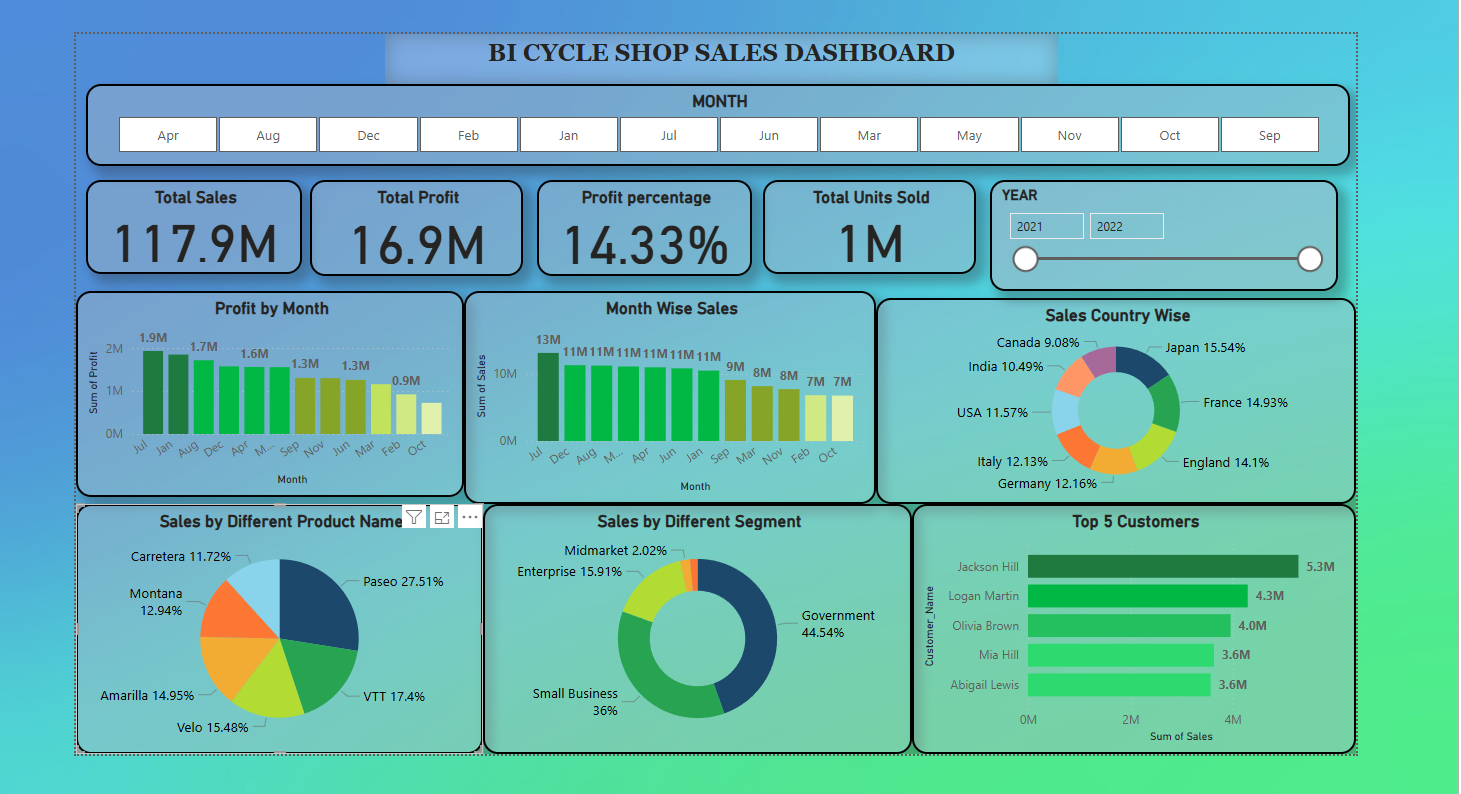 BI CYCLE SHOP SALES DASHBOARD
MONTH
Apr
Aug
Dec
Feb
Jan
Jul
Jun
Mar
May
Nov
Oct
Sep
Total Sales
117.9M
Total Profit
16.9M
Profit percentage
14.33%
Total Units Sold
1M
YEAR
2021
2022
Profit by Month
Sum of Profit
2M
1M
0M
1.9M
1.7M
1.6M
1.3M
1.3M
0.9M
Jul
Jan
Aug
Dec
Apr
M...
Sep
Nov
Jun
Mar
Feb
Oct
Month
Month Wise Sales
Sum of Sales
10M
0M
13M
11M
11M
11M
11M
11M
11M
9M
8M
8M
7M
7M
Jul
Dec
Aug
M...
Apr
Jun
Jan
Sep
Mar
Nov
Feb
Oct
Month
Sales Country Wise
Japan 15.54%
France 14.93%
England 14.1%
Germany 12.16%
Italy 12.13%
USA 11.57%
India 10.49%
Canada 9.08%
Sales by Different Product Name
Paseo 27.51%
VTT 17.4%
Velo 15.48%
Amarilla 14.95%
Montana
12.94%
Carretera 11.72%
Sales by Different Segment
Government
44.54%
Small Business
36%
Enterprise 15.91%
Midmarket 2.02%
Top 5 Customers
Customer_Name
Jackson Hill
5.3M
Logan Martin
4.3M
Olivia Brown
4.0M
Mia Hill
3.6M
Abigail Lewis
3.6M
0M
2M
4M
Sum of Sales